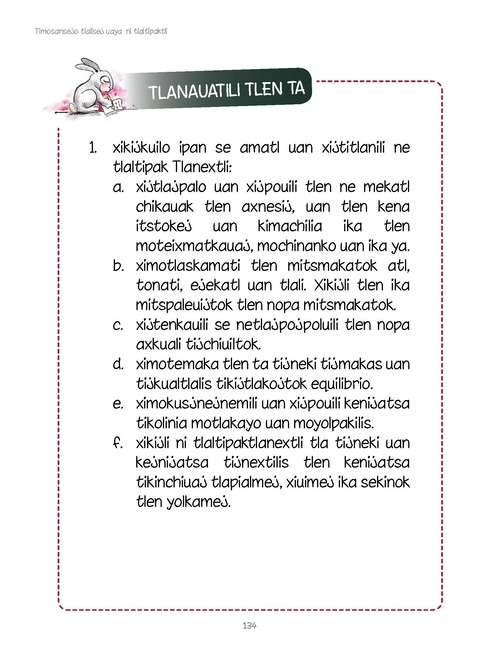 Timosansejo tlalisej uaya ni tlaltipaktli
TLANAUATILI TLEN TA
1. xikijkuilo ipan se amatl uan xijtitlanili ne
tlaltipak Tlanextli:
a. xijtlajpalo uan xijpouili tlen ne mekatl
chikauak tlen axnesij, uan tlen kena
itstokej uan kimachilia ika tlen
moteixmatkauaj, mochinanko uan ika ya.
b. ximotlaskamati tlen mitsmakatok atl,
tonati, ejekatl uan tlali. Xikijli tlen ika
mitspaleuijtok tlen nopa mitsmakatok.
c. xijtenkauili se netlajpojpoluili tlen nopa
axkuali tijchiuiltok.
d. ximotemaka tlen ta tijneki tijmakas uan
tijkualtlalis tikijtlakojtok equilibrio.
e. ximokusjnejnemili uan xijpouili kenijatsa
tikolinia motlakayo uan moyolpakilis.
f. xikijli ni tlaltipaktlanextli tla tijneki uan
kejnijatsa tijnextilis tlen kenijatsa
tikinchiuaj tlapialmej, xiuimej ika sekinok
tlen yolkamej.
134